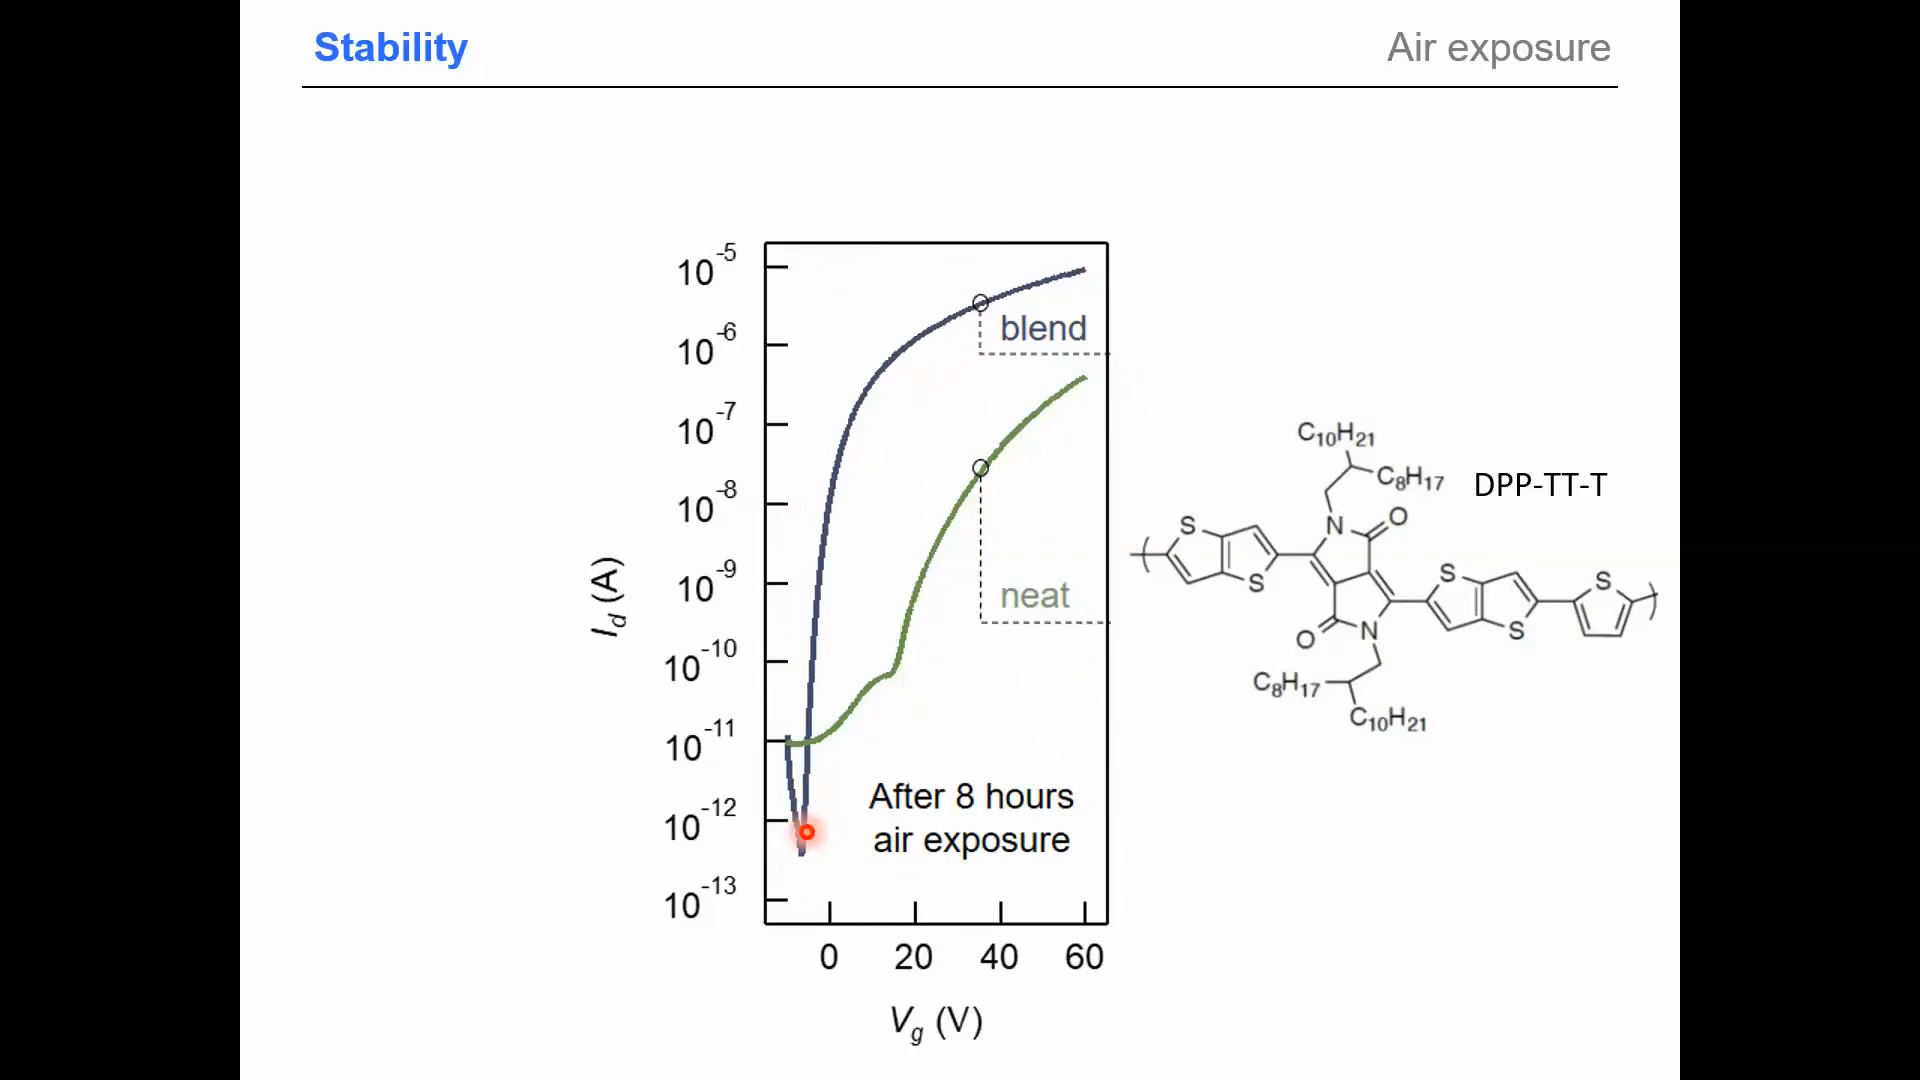 Stability
Air exposure
10^-5
10^-6
10^-7
10^-8
10^-9
10^-10
10^-11
10^-12
10^-13
I_d (A)
blend
neat
After 8 hours
air exposure
0 20 40 60
V_g (V)
C10H21
C8H17
DPP-TT-T
S
N
O
S
S
S
O
N
S
C8H17
C10H21